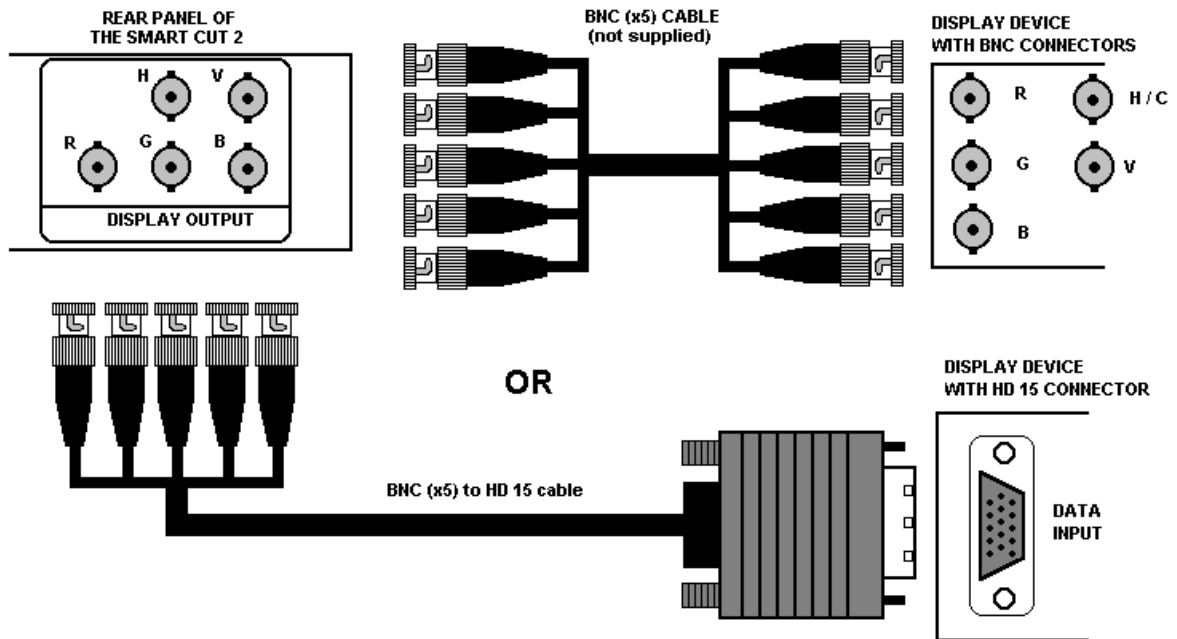 REAR PANEL OF
THE SMART CUT 2
H
V
R
G
B
DISPLAY OUTPUT
BNC (x5) CABLE
(not supplied)
DISPLAY DEVICE
WITH BNC CONNECTORS
R
H / C
G
V
B
OR
BNC (x5) to HD 15 cable
DISPLAY DEVICE
WITH HD 15 CONNECTOR
DATA
INPUT